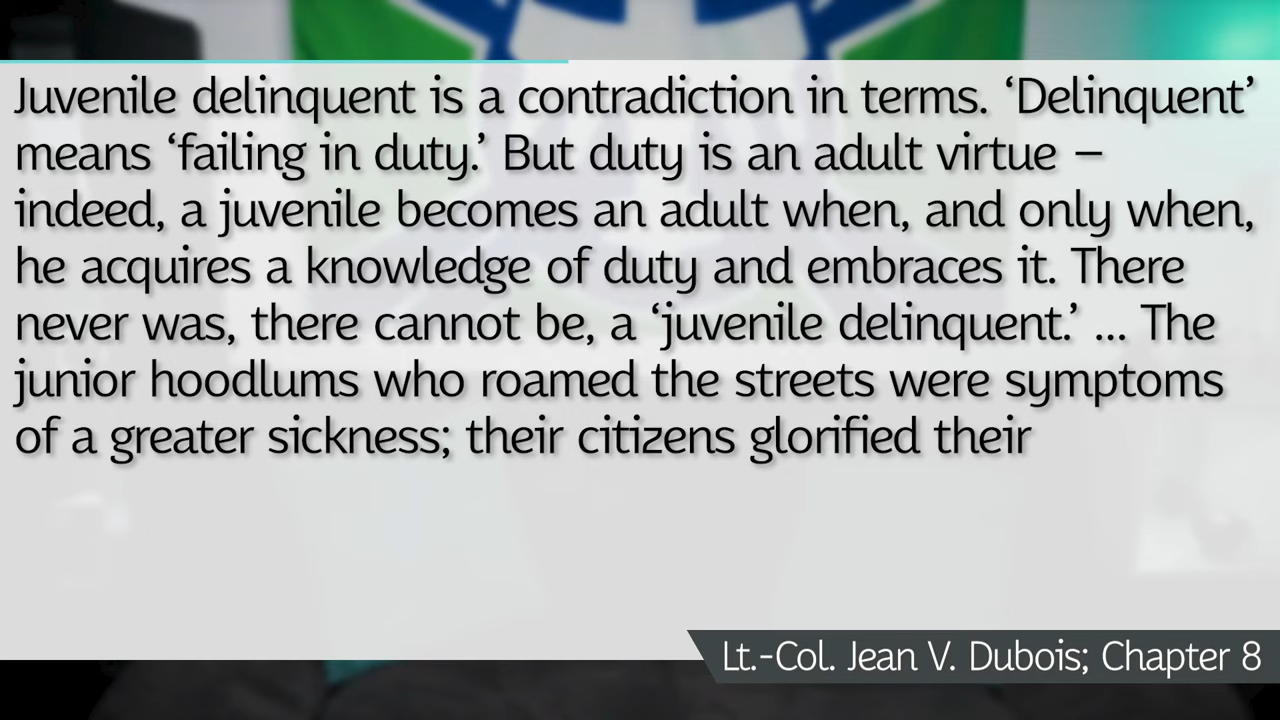 Juvenile delinquent is a contradiction in terms. ‘Delinquent’
means ‘failing in duty.’ But duty is an adult virtue –
indeed, a juvenile becomes an adult when, and only when,
he acquires a knowledge of duty and embraces it. There
never was, there cannot be, a ‘juvenile delinquent.’ ... The
junior hoodlums who roamed the streets were symptoms
of a greater sickness; their citizens glorified their
Lt.-Col. Jean V. Dubois; Chapter 8